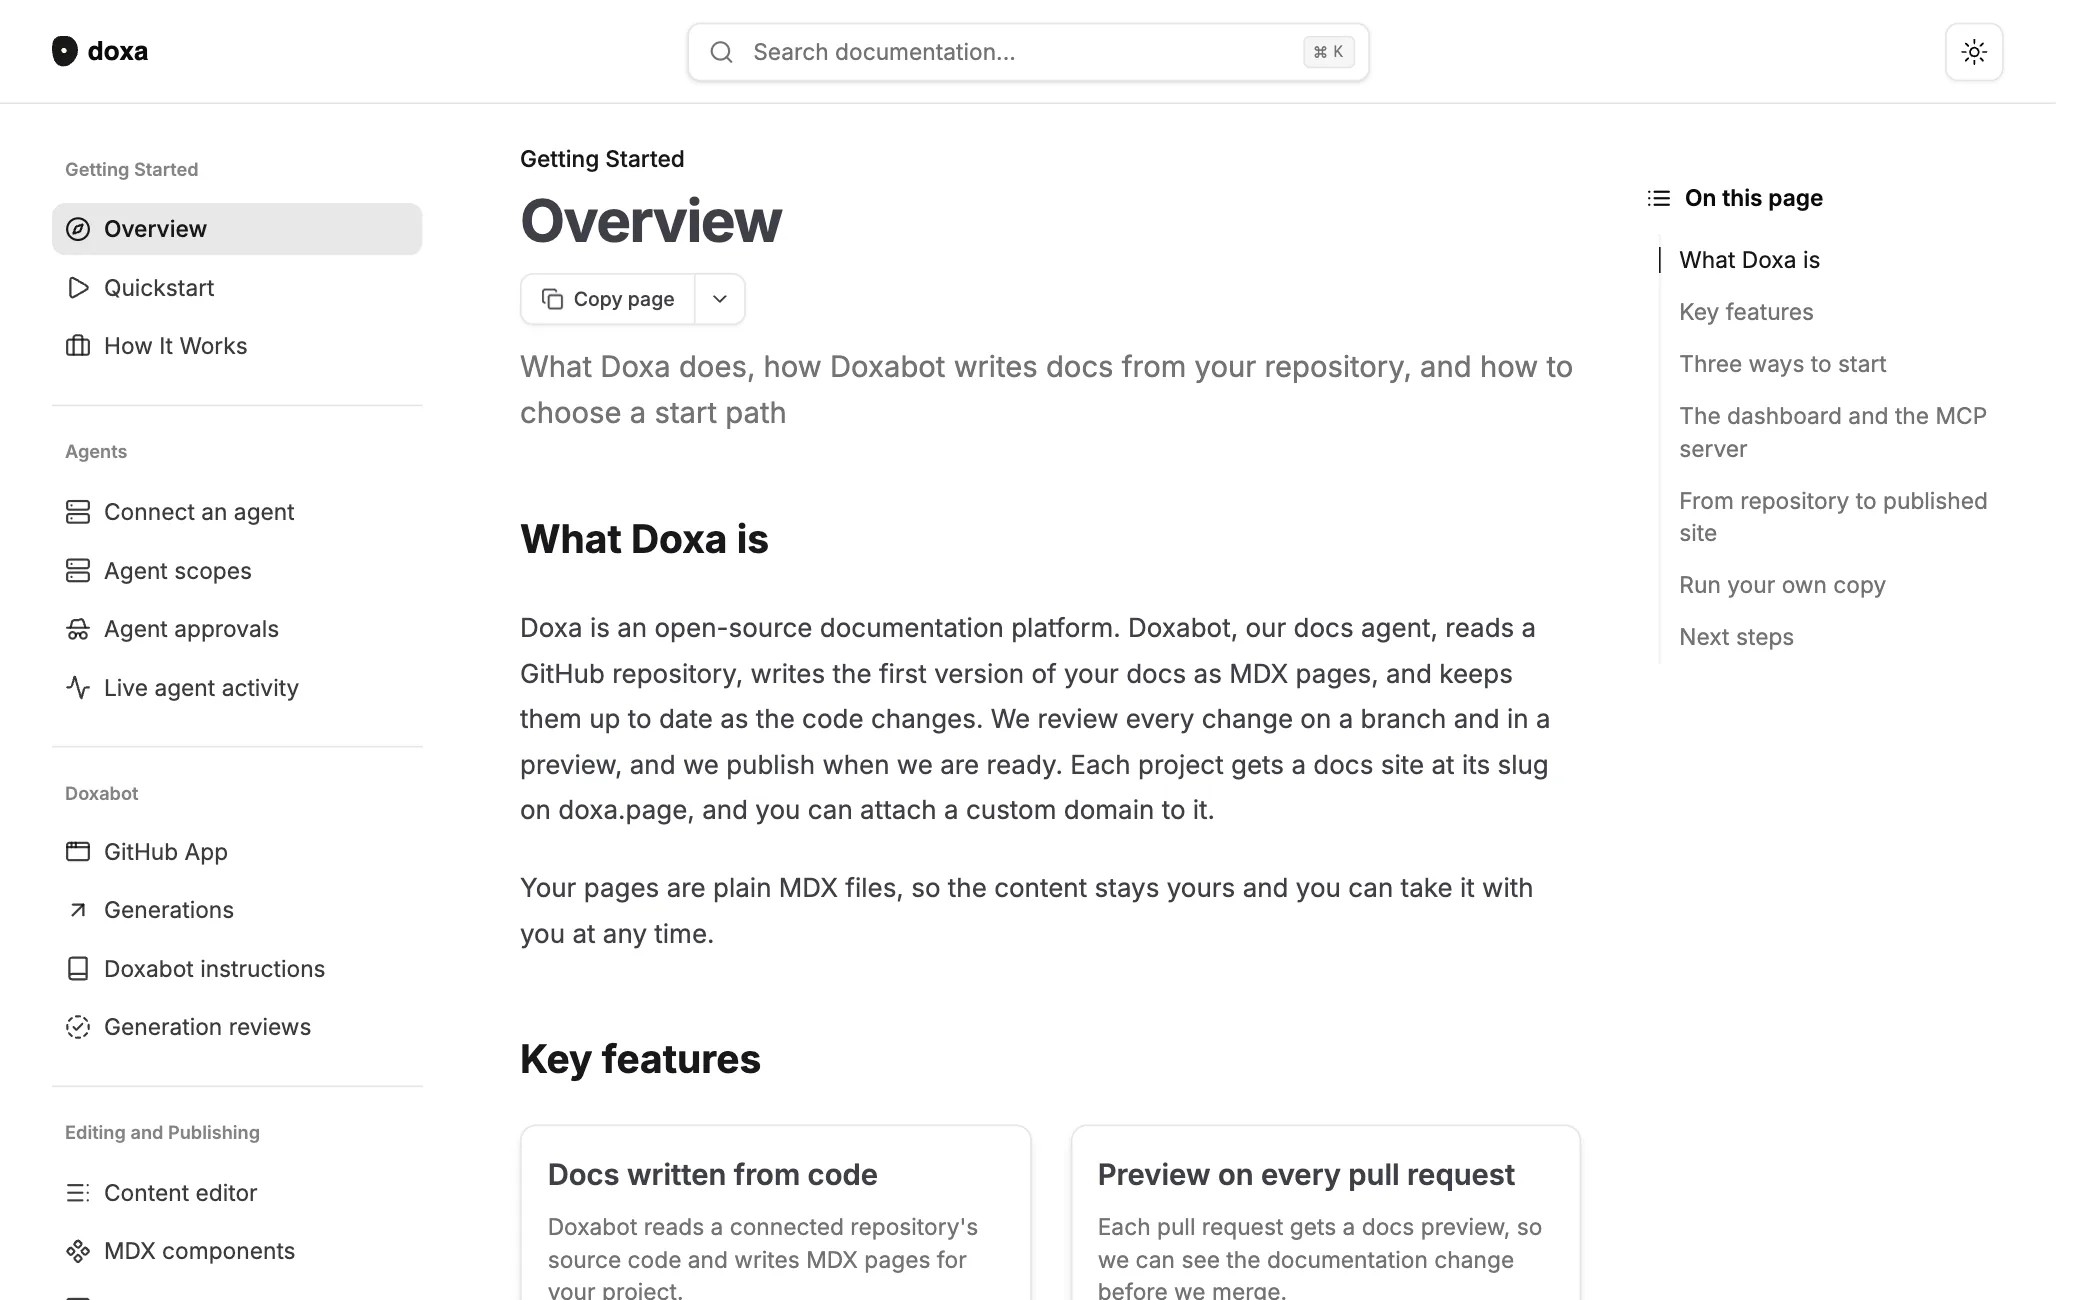 doxa
Search documentation...
⌘ K
Getting Started
Overview
Quickstart
How It Works
Agents
Connect an agent
Agent scopes
Agent approvals
Live agent activity
Doxabot
GitHub App
Generations
Doxabot instructions
Generation reviews
Editing and Publishing
Content editor
MDX components
Getting Started
Overview
Copy page
What Doxa does, how Doxabot writes docs from your repository, and how to
choose a start path
What Doxa is
Doxa is an open-source documentation platform. Doxabot, our docs agent, reads a
GitHub repository, writes the first version of your docs as MDX pages, and keeps
them up to date as the code changes. We review every change on a branch and in a
preview, and we publish when we are ready. Each project gets a docs site at its slug
on doxa.page, and you can attach a custom domain to it.
Your pages are plain MDX files, so the content stays yours and you can take it with
you at any time.
Key features
Docs written from code
Doxabot reads a connected repository's
source code and writes MDX pages for
your project.
Preview on every pull request
Each pull request gets a docs preview, so
we can see the documentation change
before we merge.
On this page
What Doxa is
Key features
Three ways to start
The dashboard and the MCP
server
From repository to published
site
Run your own copy
Next steps